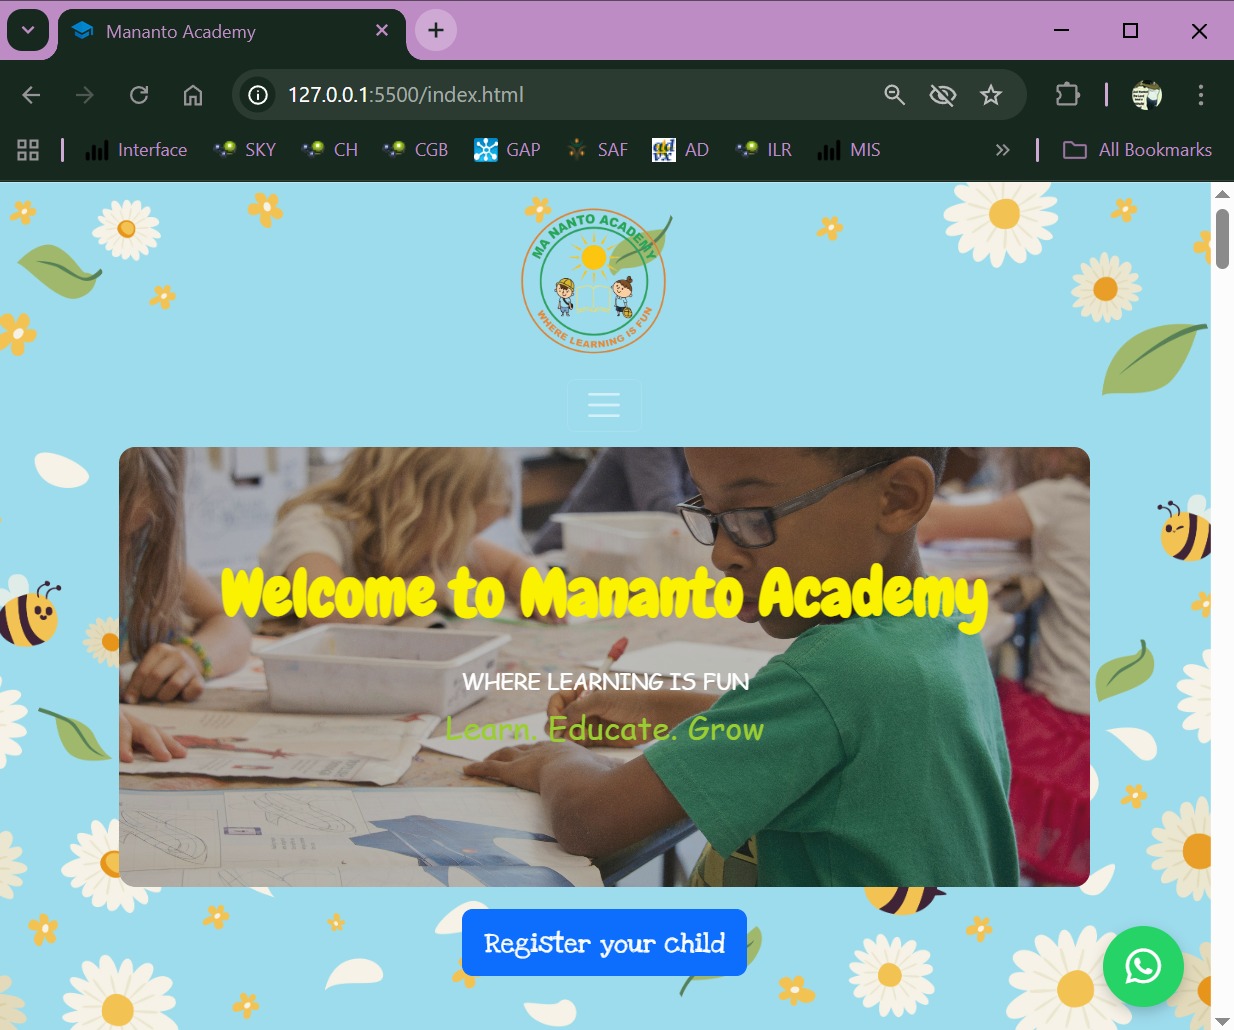 Mananto Academy
127.0.0.1:5500/index.html
Interface SKY CH CGB GAP SAF AD ILR MIS All Bookmarks
MA NANTO ACADEMY
WHERE LEARNING IS FUN
Welcome to Mananto Academy
WHERE LEARNING IS FUN
Learn. Educate. Grow
Register your child